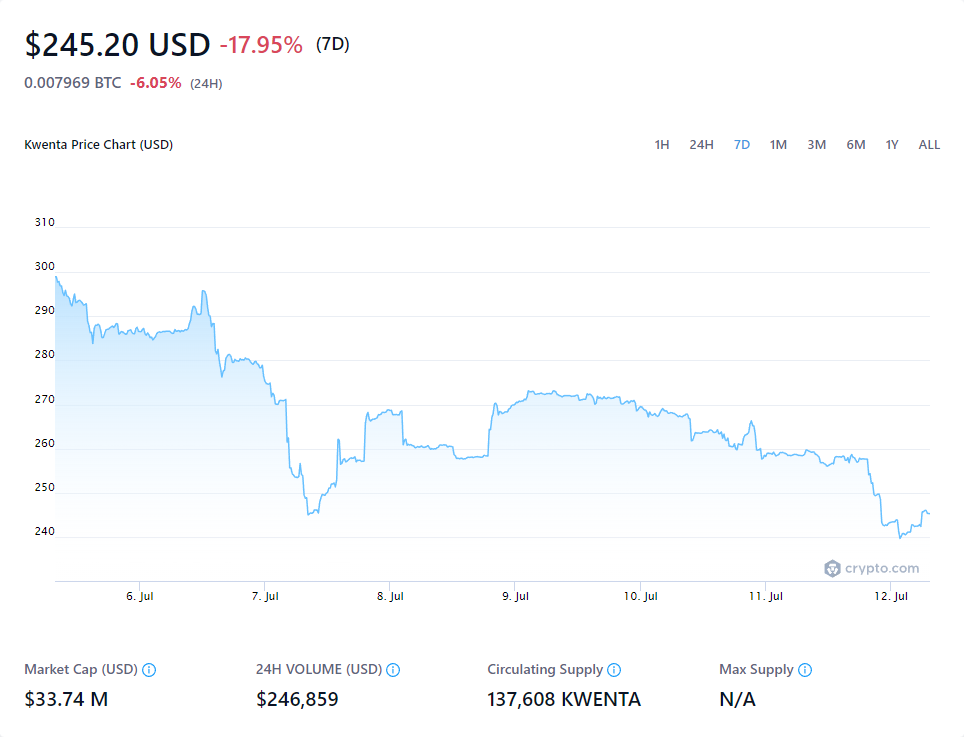 $245.20 USD -17.95% (7D)
0.007969 BTC -6.05% (24H)
Kwenta Price Chart (USD) 1H 24H 7D 1M 3M 6M 1Y ALL
310
300
290
280
270
260
250
240
crypto.com
6. Jul 7. Jul 8. Jul 9. Jul 10. Jul 11. Jul 12. Jul
Market Cap (USD) 24H VOLUME (USD) Circulating Supply Max Supply
$33.74 M $246,859 137,608 KWENTA N/A